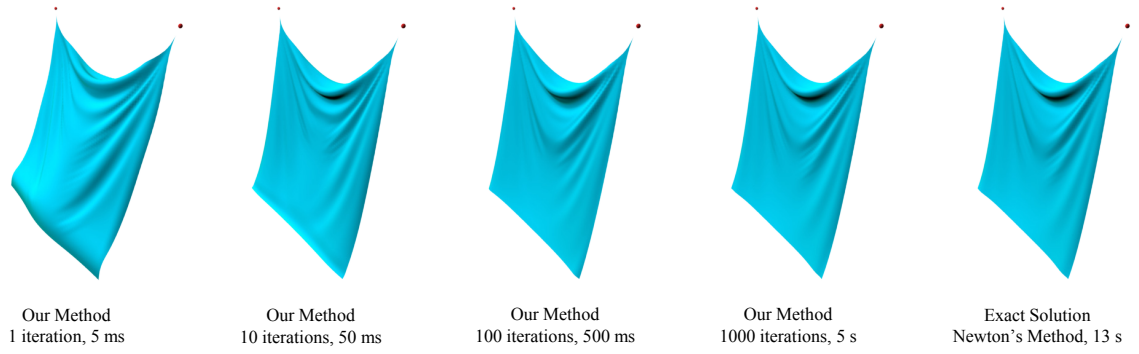 Our Method
1 iteration, 5 ms
Our Method
10 iterations, 50 ms
Our Method
100 iterations, 500 ms
Our Method
1000 iterations, 5 s
Exact Solution
Newton's Method, 13 s